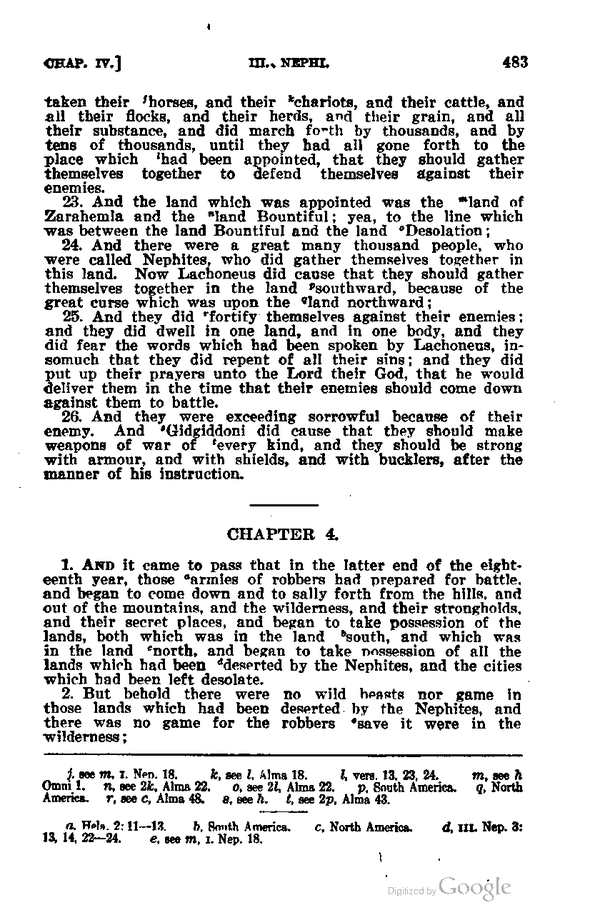 CHAP. IV.] III., NEPHI. 483
taken their jhorses, and their kchariots, and their cattle, and
all their flocks, and their herds, and their grain, and all
their substance, and did march forth by thousands, and by
tens of thousands, until they had all gone forth to the
place which lhad been appointed, that they should gather
themselves together to defend themselves against their
enemies.
23. And the land which was appointed was the mland of
Zarahemla and the nland Bountiful; yea, to the line which
was between the land Bountiful and the land oDesolation;
24. And there were a great many thousand people, who
were called Nephites, who did gather themselves together in
this land. Now Lachoneus did cause that they should gather
themselves together in the land psouthward, because of the
great curse which was upon the qland northward;
25. And they did rfortify themselves against their enemies;
and they did dwell in one land, and in one body, and they
did fear the words which had been spoken by Lachoneus, in-
somuch that they did repent of all their sins; and they did
put up their prayers unto the Lord their God, that he would
deliver them in the time that their enemies should come down
against them to battle.
26. And they were exceeding sorrowful because of their
enemy. And sGidgiddoni did cause that they should make
weapons of war of tevery kind, and they should be strong
with armour, and with shields, and with bucklers, after the
manner of his instruction.
CHAPTER 4.
1. AND it came to pass that in the latter end of the eight-
eenth year, those aarmies of robbers had prepared for battle,
and began to come down and to sally forth from the hills, and
out of the mountains, and the wilderness, and their strongholds,
and their secret places, and began to take possession of the
lands, both which was in the land bsouth, and which was
in the land cnorth, and began to take possession of all the
lands which had been ddeserted by the Nephites, and the cities
which had been left desolate.
2. But behold there were no wild beasts nor game in
those lands which had been deserted by the Nephites, and
there was no game for the robbers esave it were in the
wilderness;
j, see m, I. Nep. 18. k, see l, Alma 18. l, vers. 13, 23, 24. m, see h
Omni 1. n, see 2k, Alma 22. o, see 2l, Alma 22. p, South America. q, North
America. r, see c, Alma 48. s, see h. t, see 2p, Alma 43.
a, Hela. 2: 11—13. b, South America. c, North America. d, III. Nep. 3:
13, 14, 22—24. e, see m, I. Nep. 18.
Digitized by Google